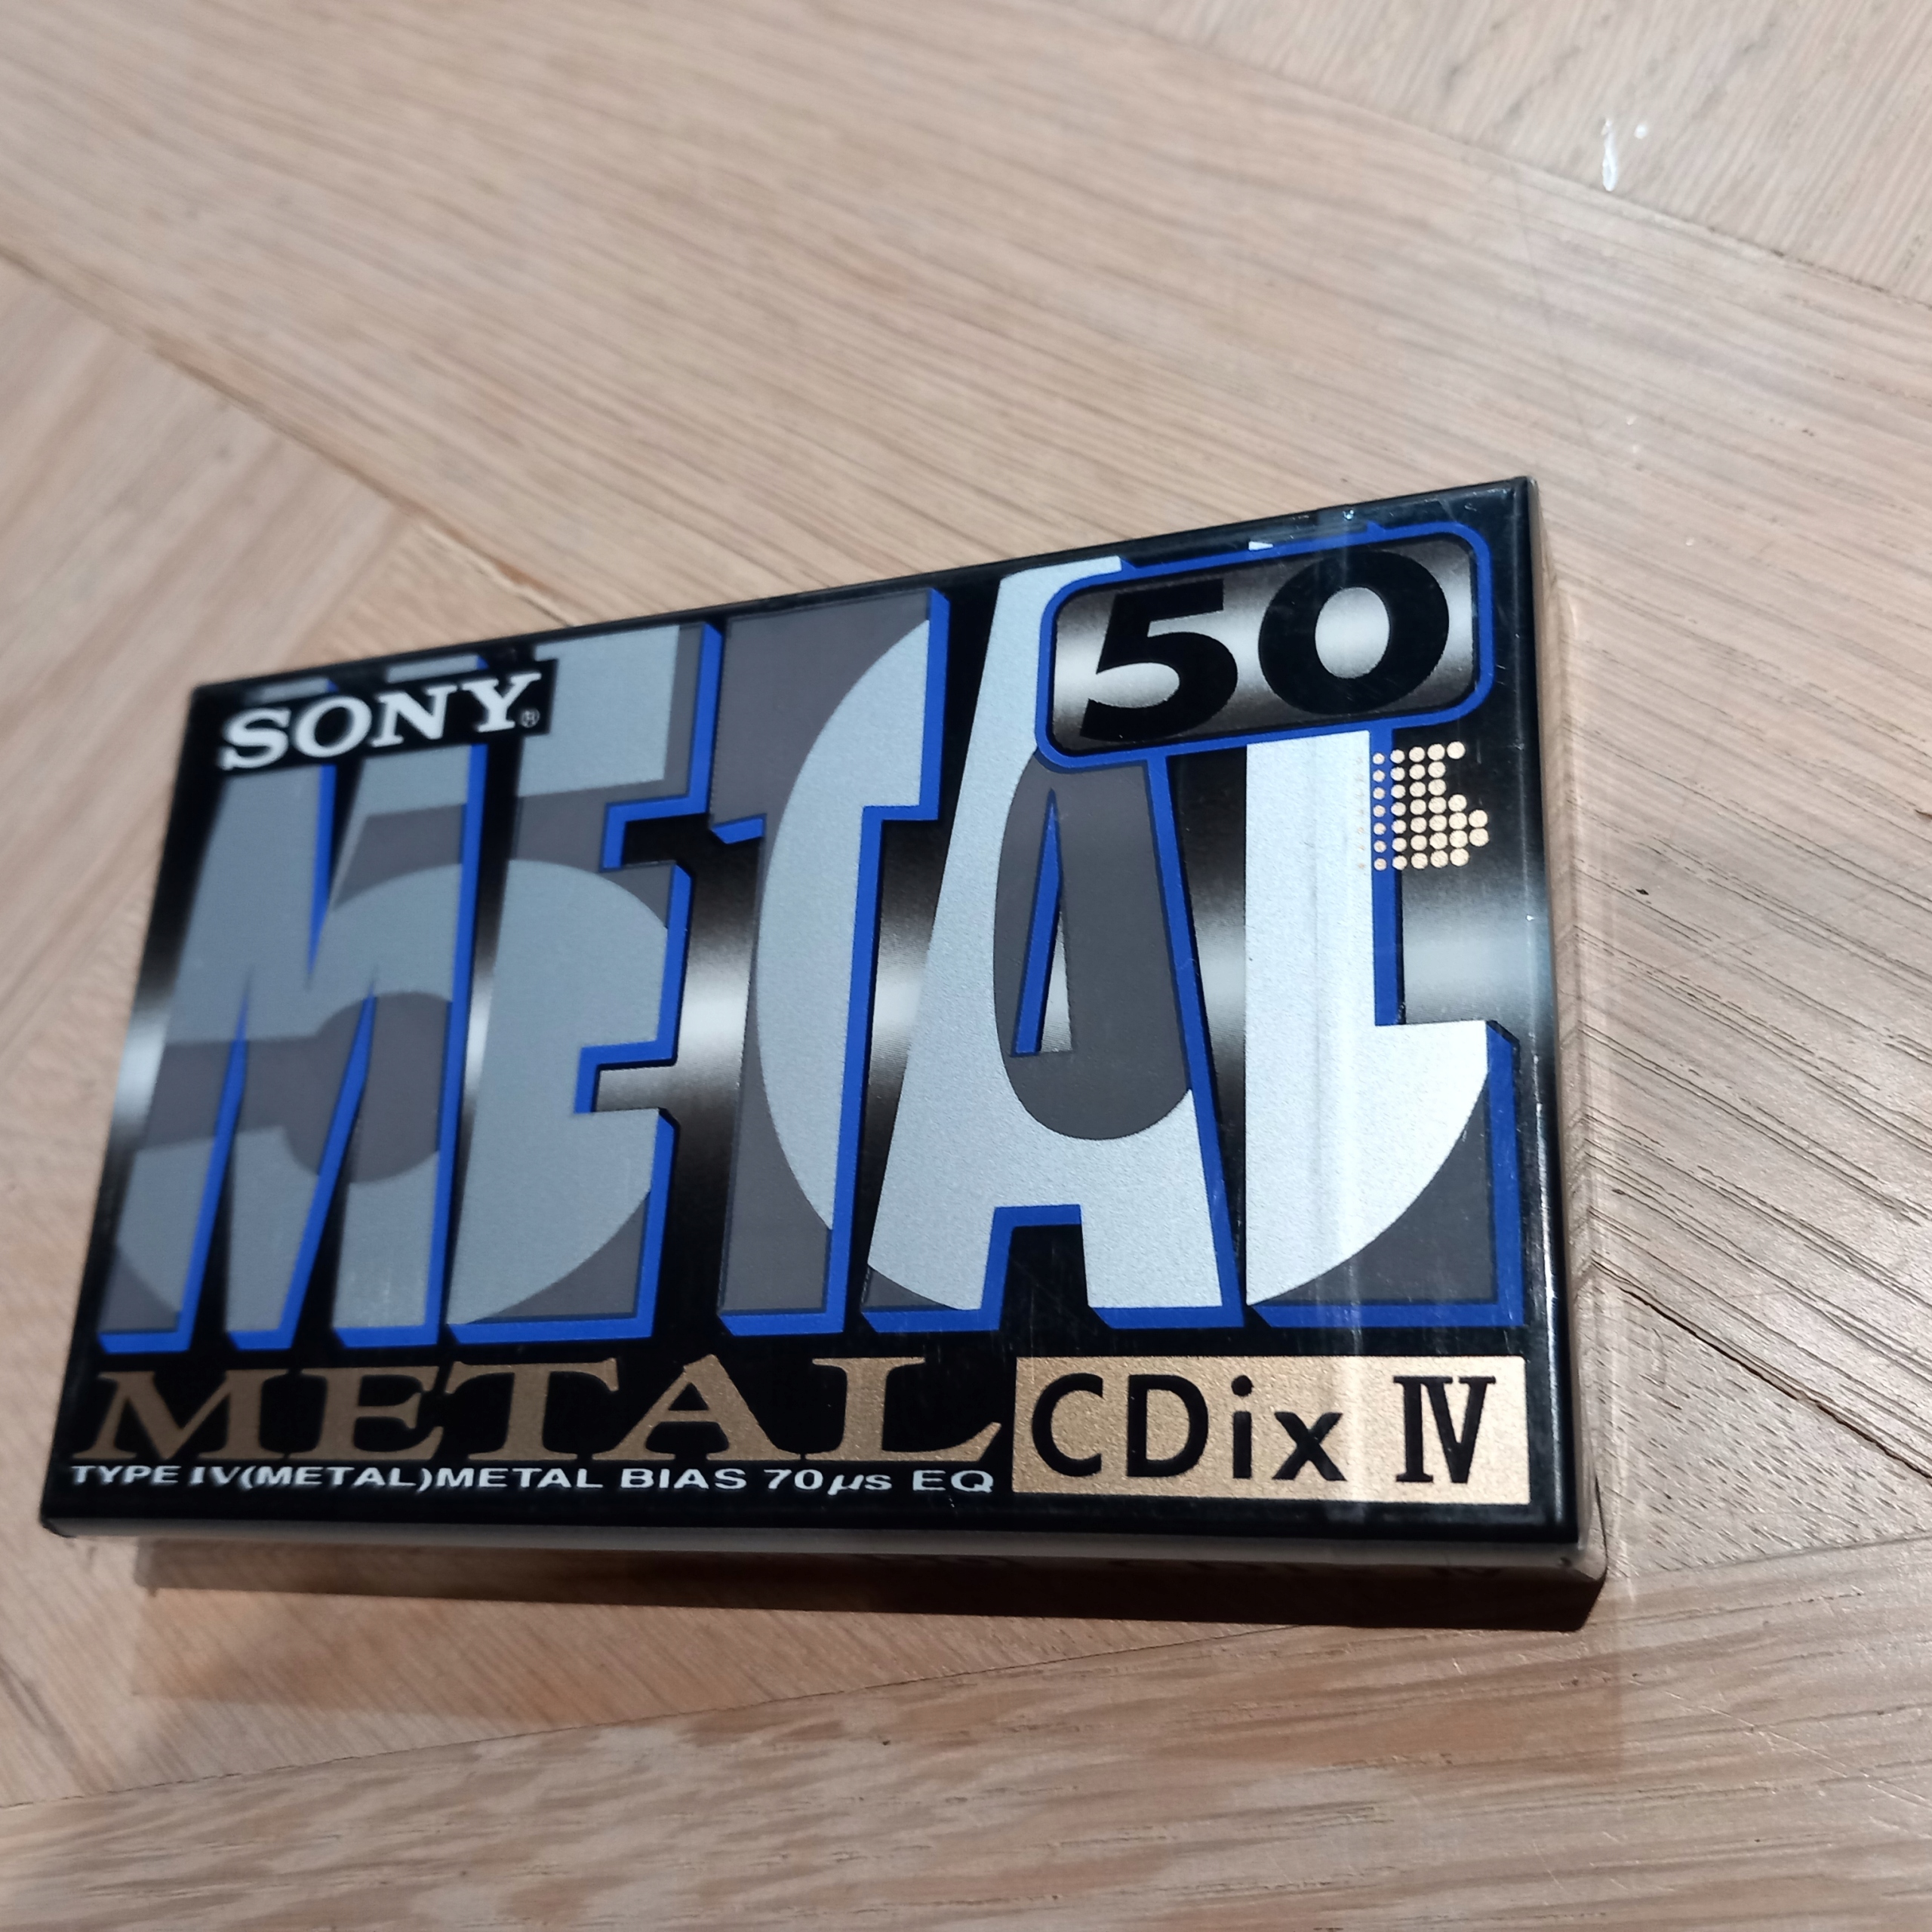 SONY®
50
METAL
METAL CDix IV
TYPE IV(METAL)METAL BIAS 70μs EQ